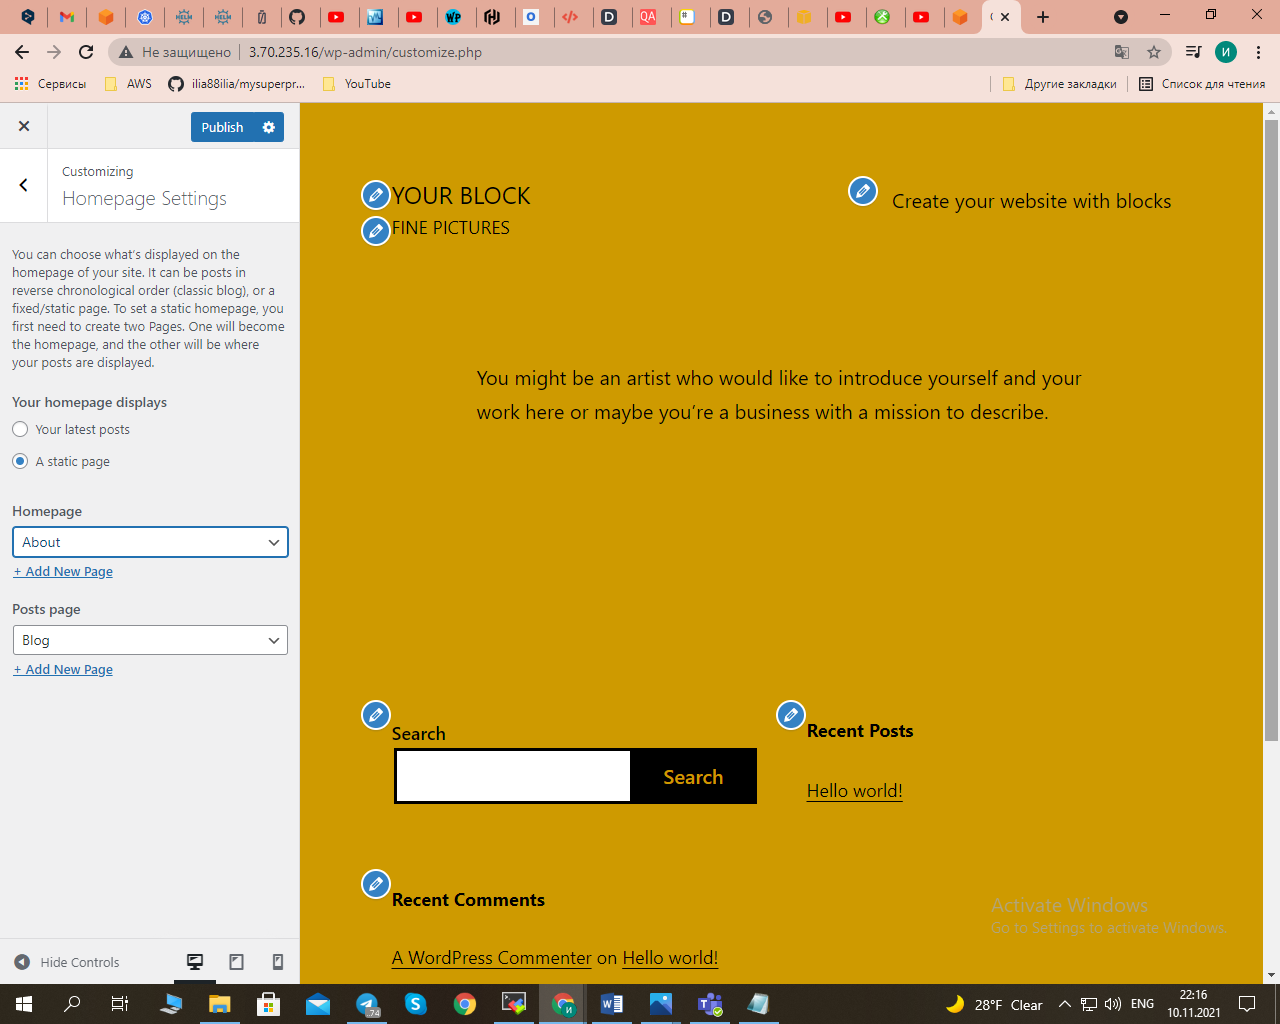 Не защищено
3.70.235.16/wp-admin/customize.php
Сервисы
AWS
ilia88ilia/mysuperpr...
YouTube
Другие закладки
Список для чтения
Publish
Customizing
Homepage Settings
You can choose what's displayed on the
homepage of your site. It can be posts in
reverse chronological order (classic blog), or a
fixed/static page. To set a static homepage, you
first need to create two Pages. One will become
the homepage, and the other will be where
your posts are displayed.
Your homepage displays
Your latest posts
A static page
Homepage
About
+ Add New Page
Posts page
Blog
+ Add New Page
Hide Controls
YOUR BLOCK
FINE PICTURES
Create your website with blocks
You might be an artist who would like to introduce yourself and your
work here or maybe you're a business with a mission to describe.
Search
Search
Recent Posts
Hello world!
Recent Comments
A WordPress Commenter on Hello world!
Activate Windows
Go to Settings to activate Windows.
28°F Clear
ENG
22:16
10.11.2021